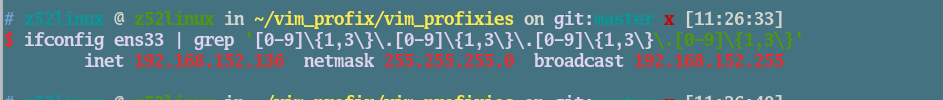 # z52linux @ z52linux in ~/vim_profix/vim_profixies on git:master x [11:26:33]
$ ifconfig ens33 | grep '[0-9]\{1,3\}\.[0-9]\{1,3\}\.[0-9]\{1,3\}\.[0-9]\{1,3\}'
inet 192.168.152.136 netmask 255.255.255.0 broadcast 192.168.152.255